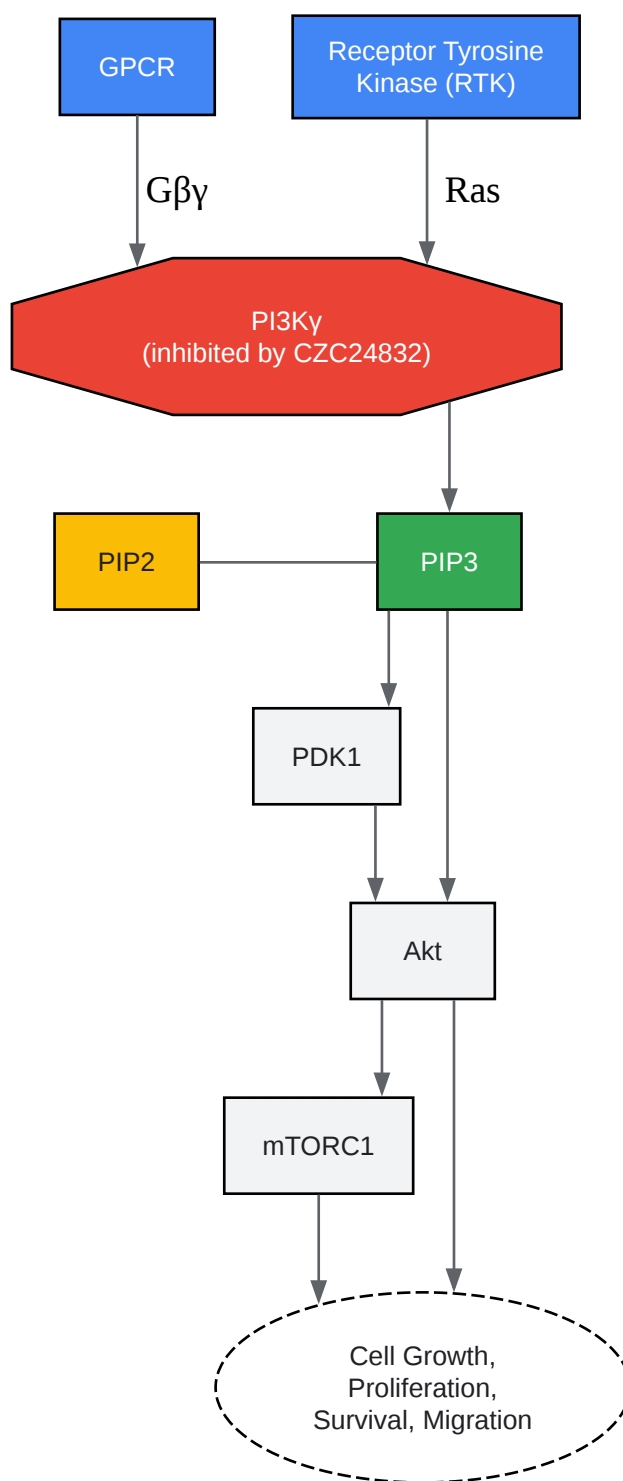 GPCR
Receptor Tyrosine
Kinase (RTK)
Gβγ
Ras
PI3Kγ
(inhibited by CZC24832)
PIP2
PIP3
PDK1
Akt
mTORC1
Cell Growth,
Proliferation,
Survival, Migration